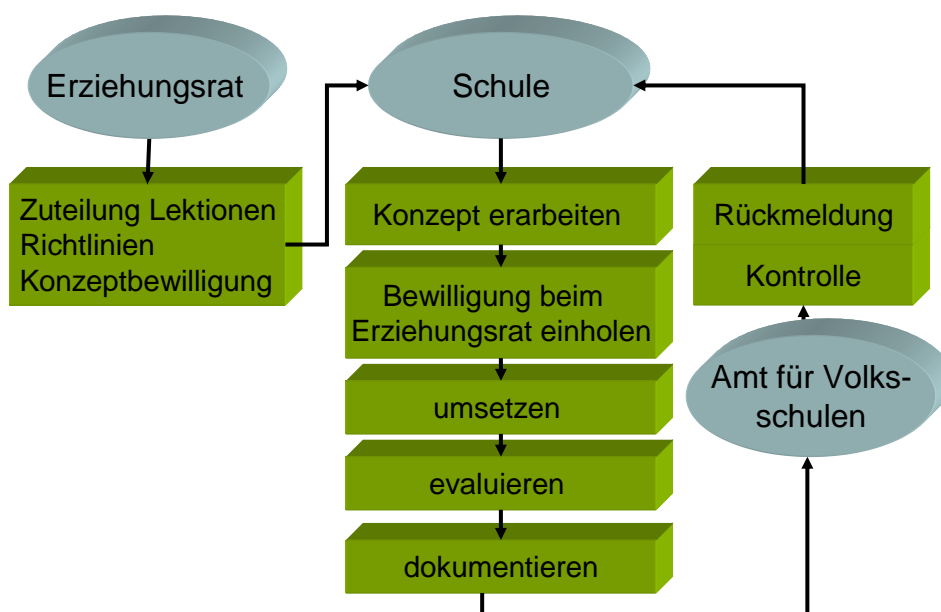 Erziehungsrat
Zuteilung Lektionen
Richtlinien
Konzeptbewilligung
Schule
Konzept erarbeiten
Bewilligung beim
Erziehungsrat einholen
umsetzen
evaluieren
dokumentieren
Rückmeldung
Kontrolle
Amt für Volks-
schulen